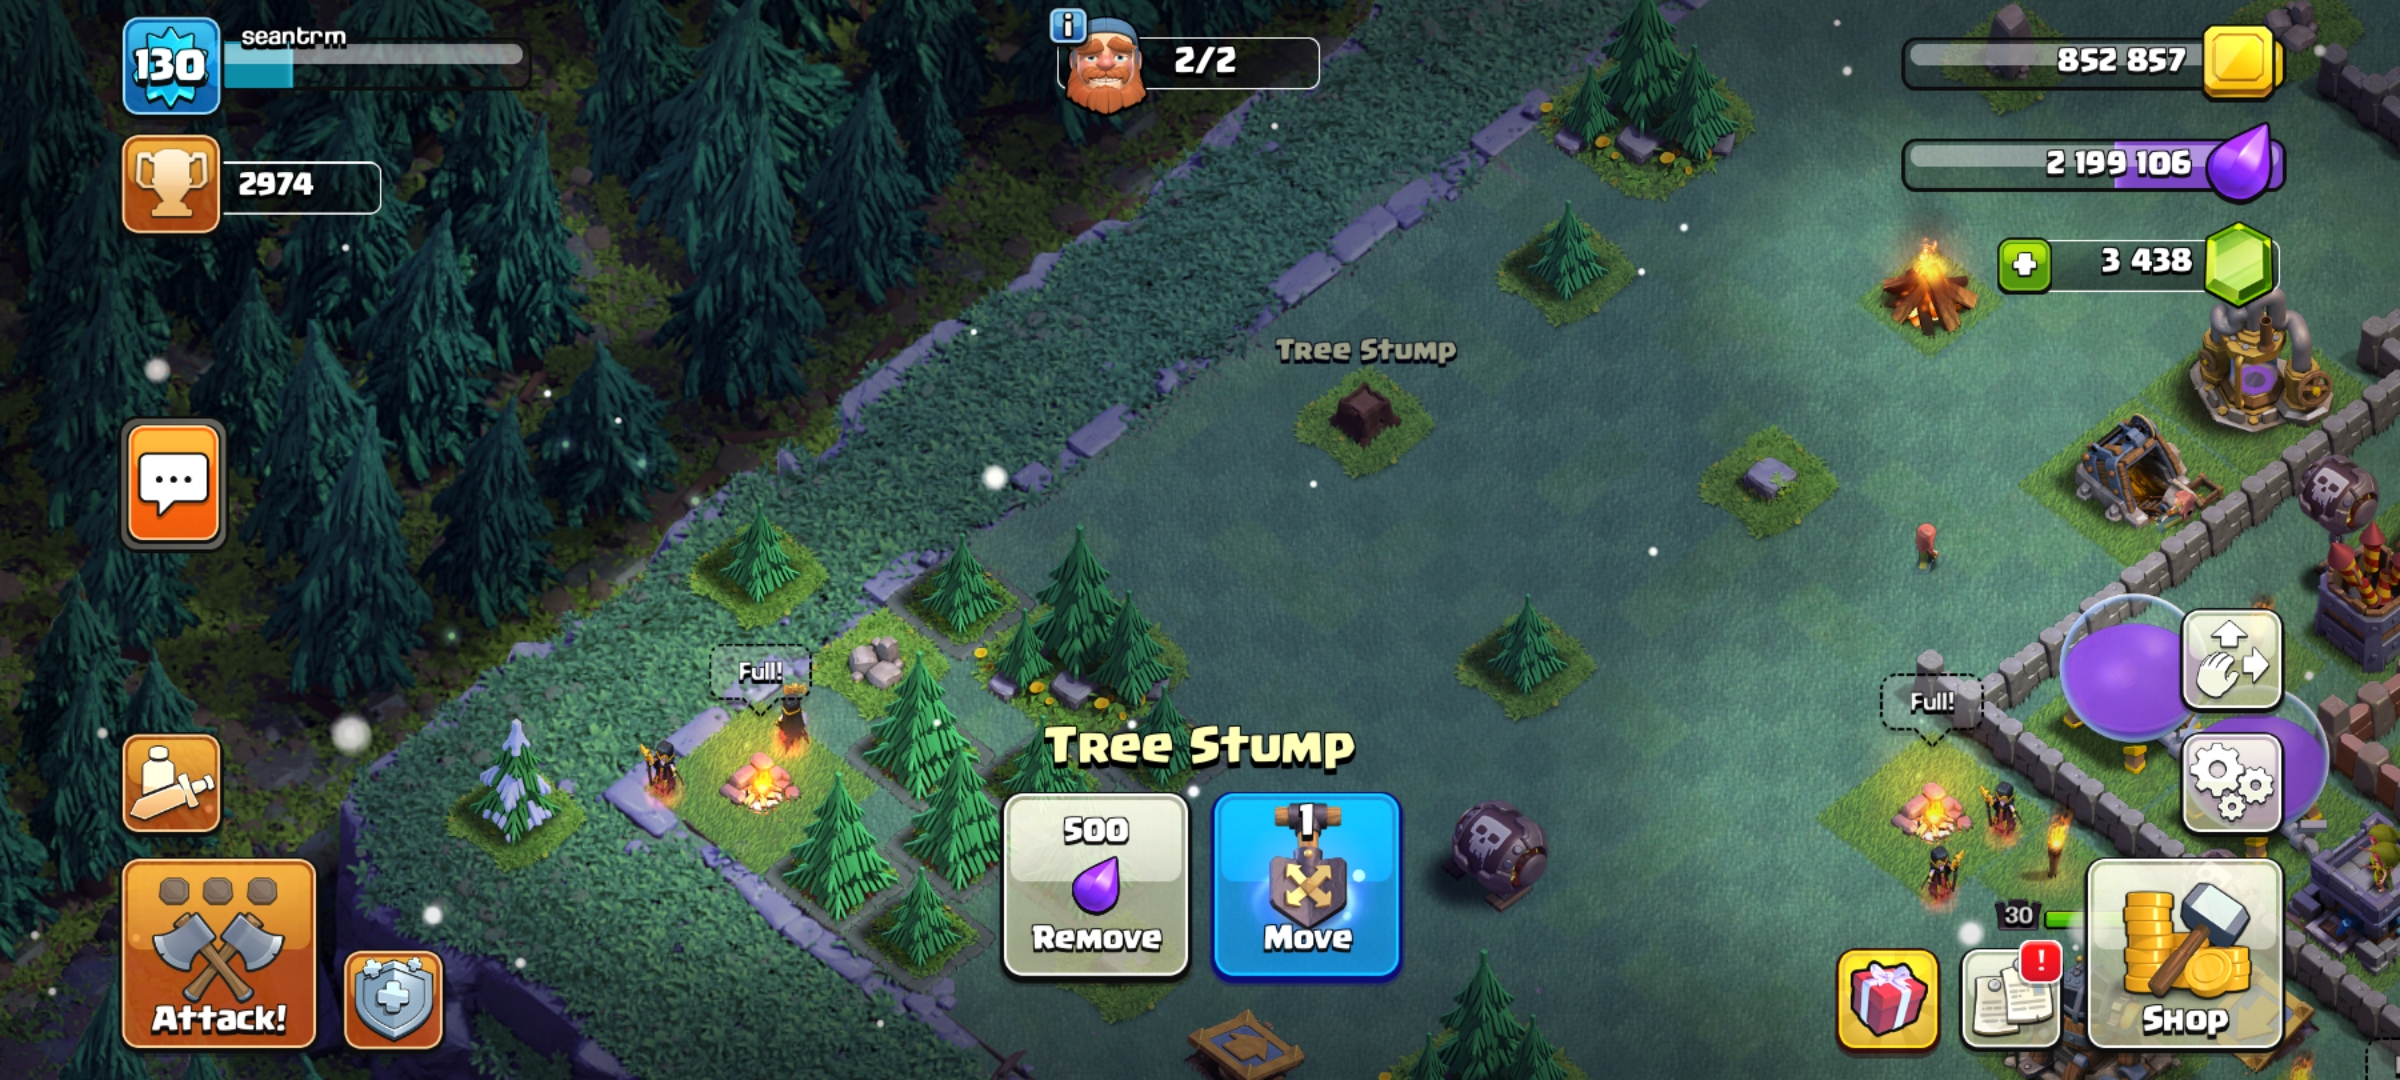 130
seantrm
i
2/2
852 857
2974
2 199 106
3 438
Tree Stump
Full!
Full!
Tree Stump
500
Remove
1
Move
30
!
Attack!
Shop